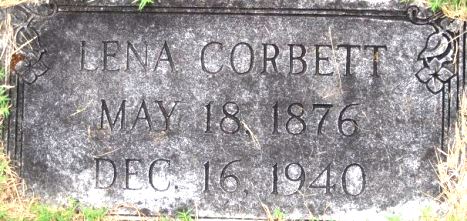 LENA CORBETT
MAY 18, 1876
DEC. 16, 1940